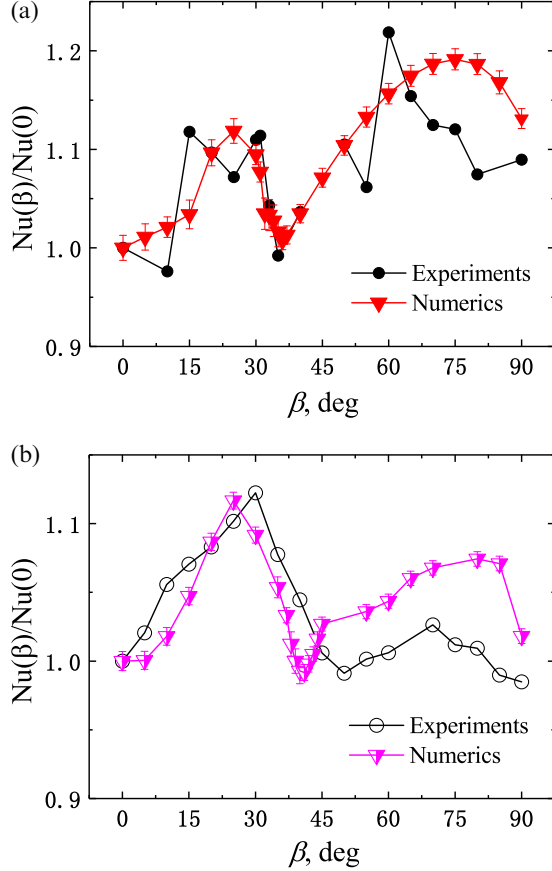 (a)
1.2
1.1
1.0
0.9
Nu(β)/Nu(0)
Experiments
Numerics
0 15 30 45 60 75 90
β, deg
(b)
1.1
1.0
0.9
Nu(β)/Nu(0)
Experiments
Numerics
0 15 30 45 60 75 90
β, deg